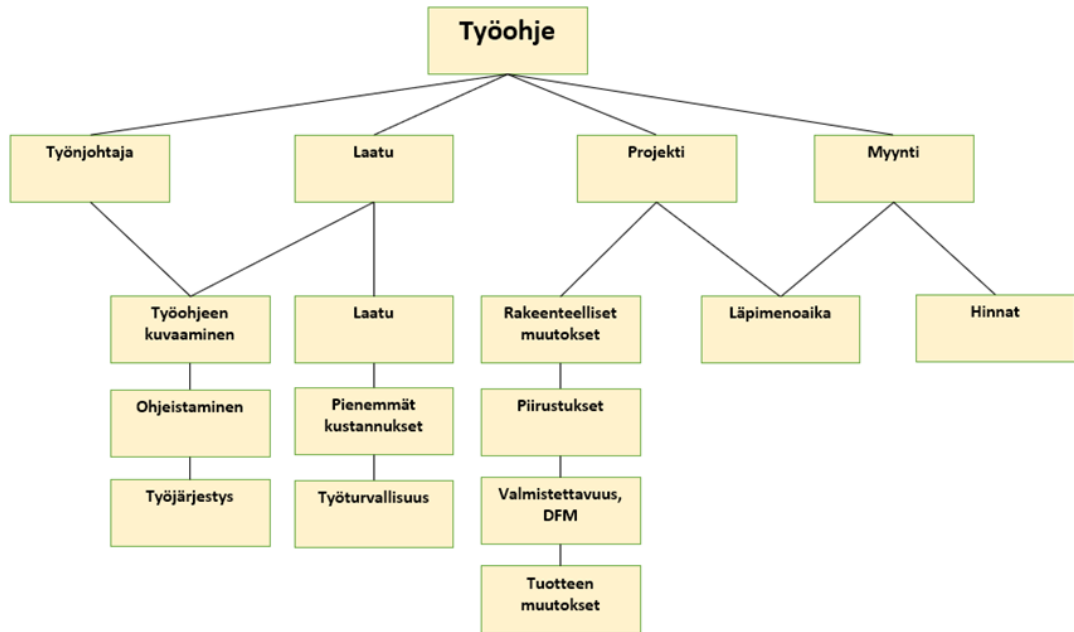 Työohje
Työnjohtaja
Laatu
Projekti
Myynti
Työohjeen
kuvaaminen
Laatu
Rakeenteelliset
muutokset
Läpimenoaika
Hinnat
Ohjeistaminen
Pienemmät
kustannukset
Piirustukset
Työjärjestys
Työturvallisuus
Valmistettavuus,
DFM
Tuotteen
muutokset